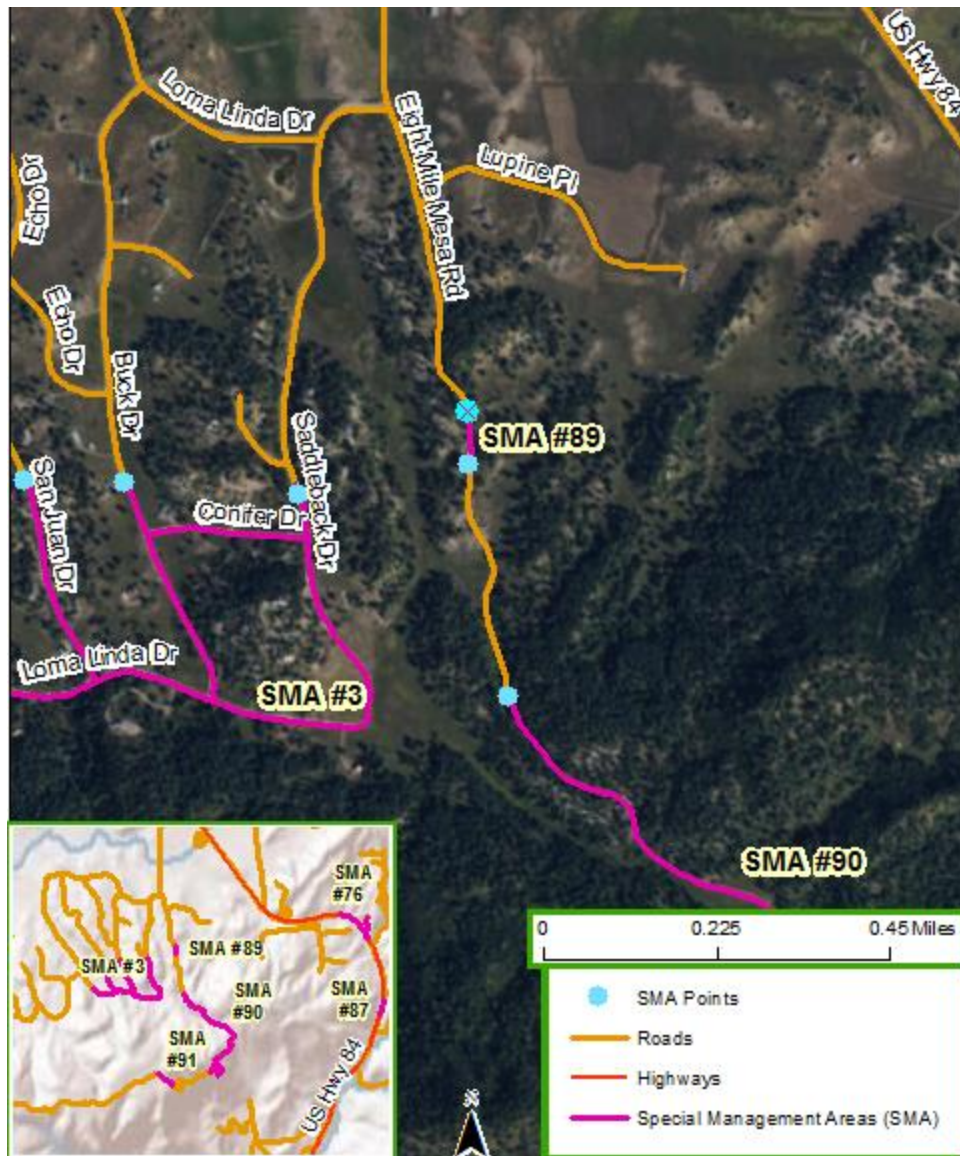 US Hwy 84
Loma Linda Dr
Eight Mile Mesa Rd
Lupine Pl
Echo Dr
Echo Dr
Buck Dr
SMA #89
Saddleback Dr
San Juan Dr
Conifer Dr
Loma Linda Dr
SMA #3
SMA #90
SMA
#76
SMA #89
SMA #3
SMA
#90
SMA
#87
SMA
#91
US Hwy 84
0 0.225 0.45 Miles
SMA Points
Roads
Highways
Special Management Areas (SMA)
N